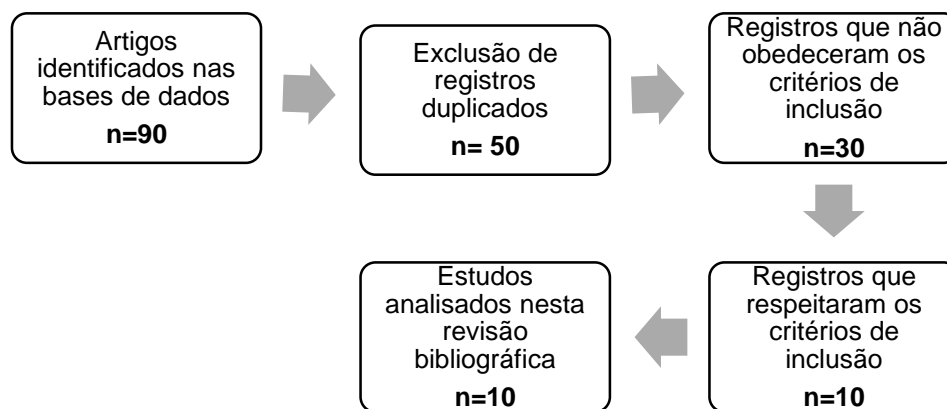 Artigos
identificados nas
bases de dados
n=90
Exclusão de
registros
duplicados
n= 50
Registros que não
obedeceram os
critérios de
inclusão
n=30
Registros que
respeitaram os
critérios de
inclusão
n=10
Estudos
analisados nesta
revisão
bibliográfica
n=10